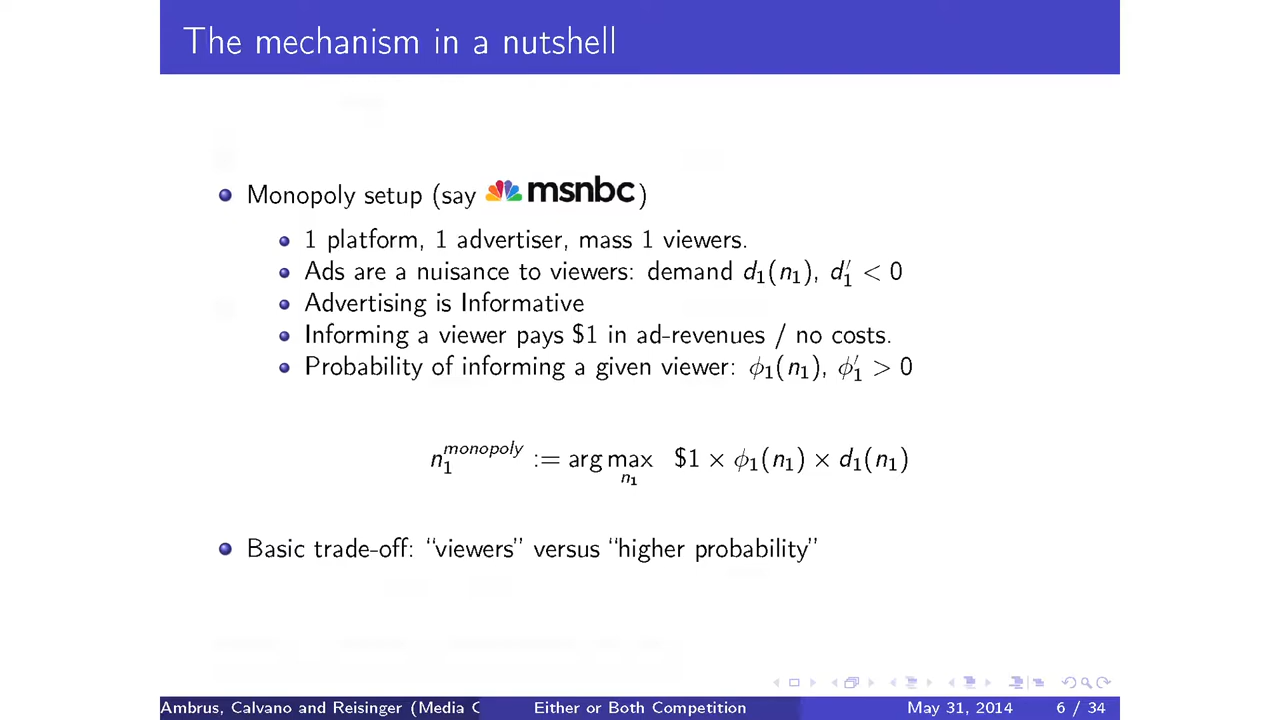 The mechanism in a nutshell
Monopoly setup (say msnbc)
1 platform, 1 advertiser, mass 1 viewers.
Ads are a nuisance to viewers: demand d₁(n₁), d₁′ < 0
Advertising is Informative
Informing a viewer pays $1 in ad-revenues / no costs.
Probability of informing a given viewer: ϕ₁(n₁), ϕ₁′ > 0
n₁^monopoly := arg max_{n₁} $1 × ϕ₁(n₁) × d₁(n₁)
Basic trade-off: “viewers” versus “higher probability”
Ambrus, Calvano and Reisinger (Media C Either or Both Competition May 31, 2014 6 / 34